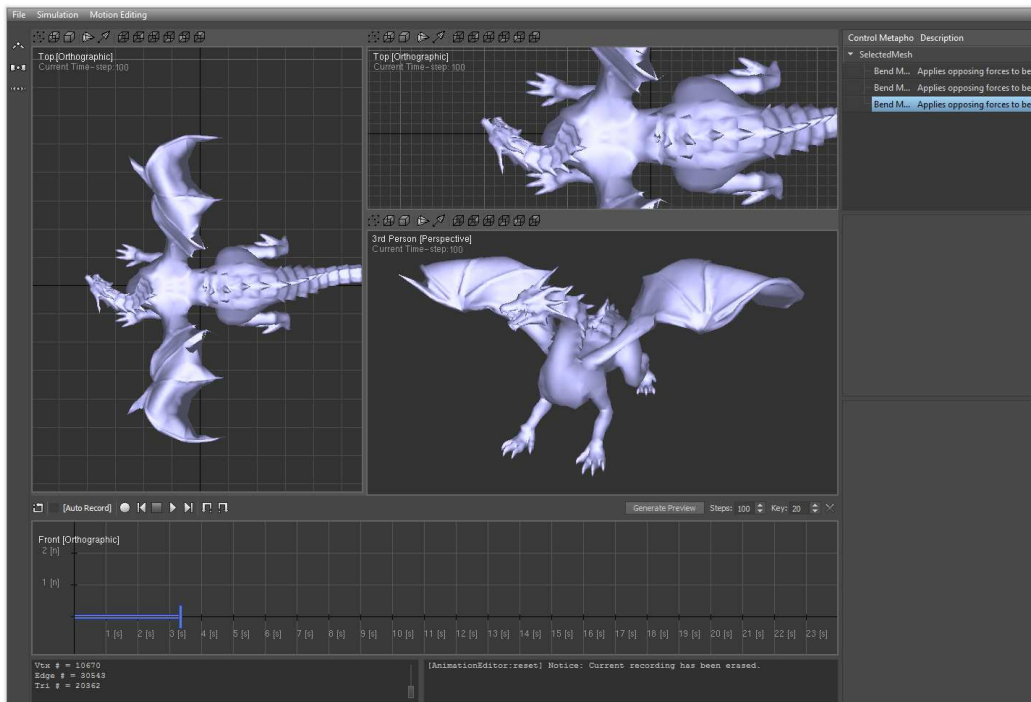 File Simulation Motion Editing
Top [Orthographic]
Current Time-step: 100
Top [Orthographic]
Current Time-step: 100
Control Metapho Description
SelectedMesh
Bend M... Applies opposing forces to be
Bend M... Applies opposing forces to be
Bend M... Applies opposing forces to be
3rd Person [Perspective]
Current Time-step: 100
[Auto Record] Generate Preview Steps: 100 Key: 20
Front [Orthographic]
2 [n]
1 [n]
1 [s] 2 [s] 3 [s] 4 [s] 5 [s] 6 [s] 7 [s] 8 [s] 9 [s] 10 [s] 11 [s] 12 [s] 13 [s] 14 [s] 15 [s] 16 [s] 17 [s] 18 [s] 19 [s] 20 [s] 21 [s] 22 [s] 23 [s]
Vtx # = 10670
Edge # = 30543
Tri # = 20362
[AnimationEditor:reset] Notice: Current recording has been erased.